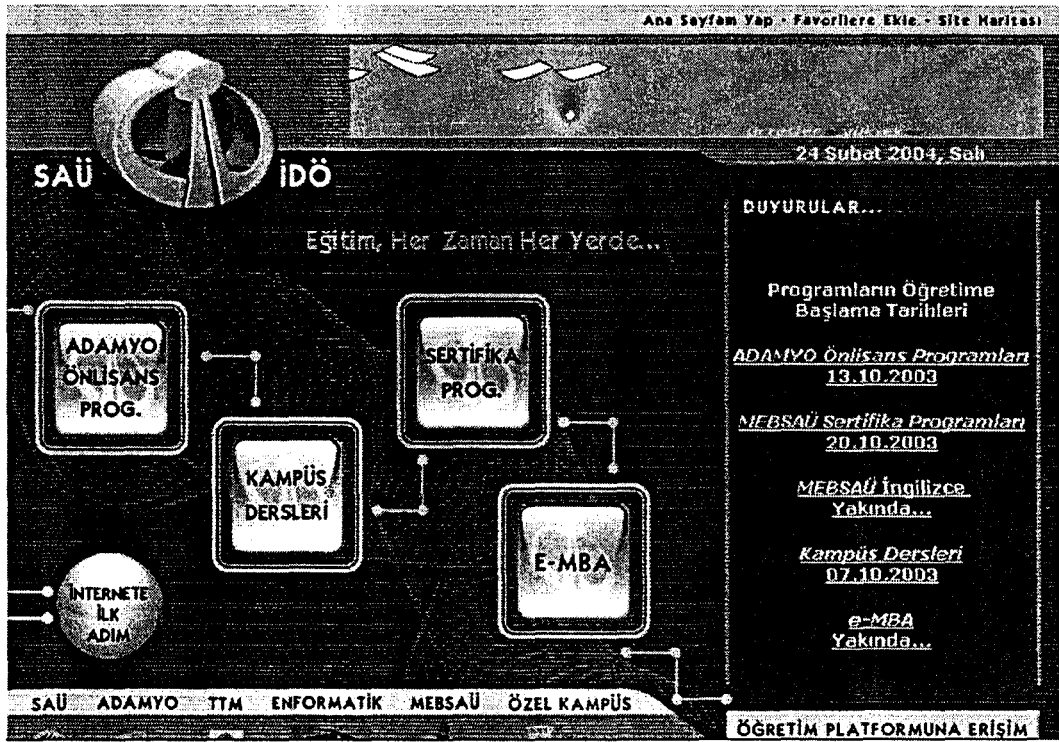 Ana Sayfam Yap - Favorilere Ekle - Site Haritası
24 Şubat 2004, Salı
SAÜ İDÖ
DUYURULAR...
Eğitim, Her Zaman Her Yerde...
Programların Öğretime
Başlama Tarihleri
ADAMYO
ÖNLİSANS
PROG.
SERTİFİKA
PROG.
ADAMYO Önlisans Programları
13.10.2003
MEBSAÜ Sertifika Programları
20.10.2003
KAMPÜS
DERSLERİ
MEBSAÜ İngilizce
Yakında...
E-MBA
Kampüs Dersleri
07.10.2003
İNTERNETE
İLK
ADIM
e-MBA
Yakında...
SAÜ ADAMYO TTM ENFORMATİK MEBSAÜ ÖZEL KAMPÜS
ÖĞRETİM PLATFORMUNA ERİŞİM